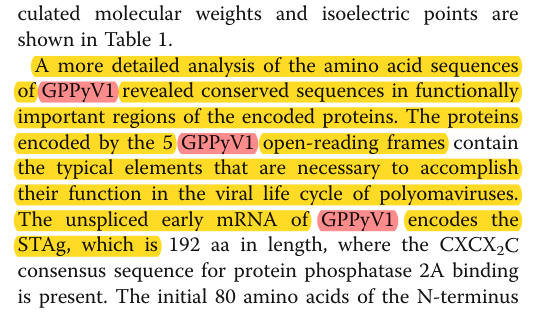 culated molecular weights and isoelectric points are
shown in Table 1.
A more detailed analysis of the amino acid sequences
of GPPyV1 revealed conserved sequences in functionally
important regions of the encoded proteins. The proteins
encoded by the 5 GPPyV1 open-reading frames contain
the typical elements that are necessary to accomplish
their function in the viral life cycle of polyomaviruses.
The unspliced early mRNA of GPPyV1 encodes the
STAg, which is 192 aa in length, where the CXCX₂C
consensus sequence for protein phosphatase 2A binding
is present. The initial 80 amino acids of the N-terminus